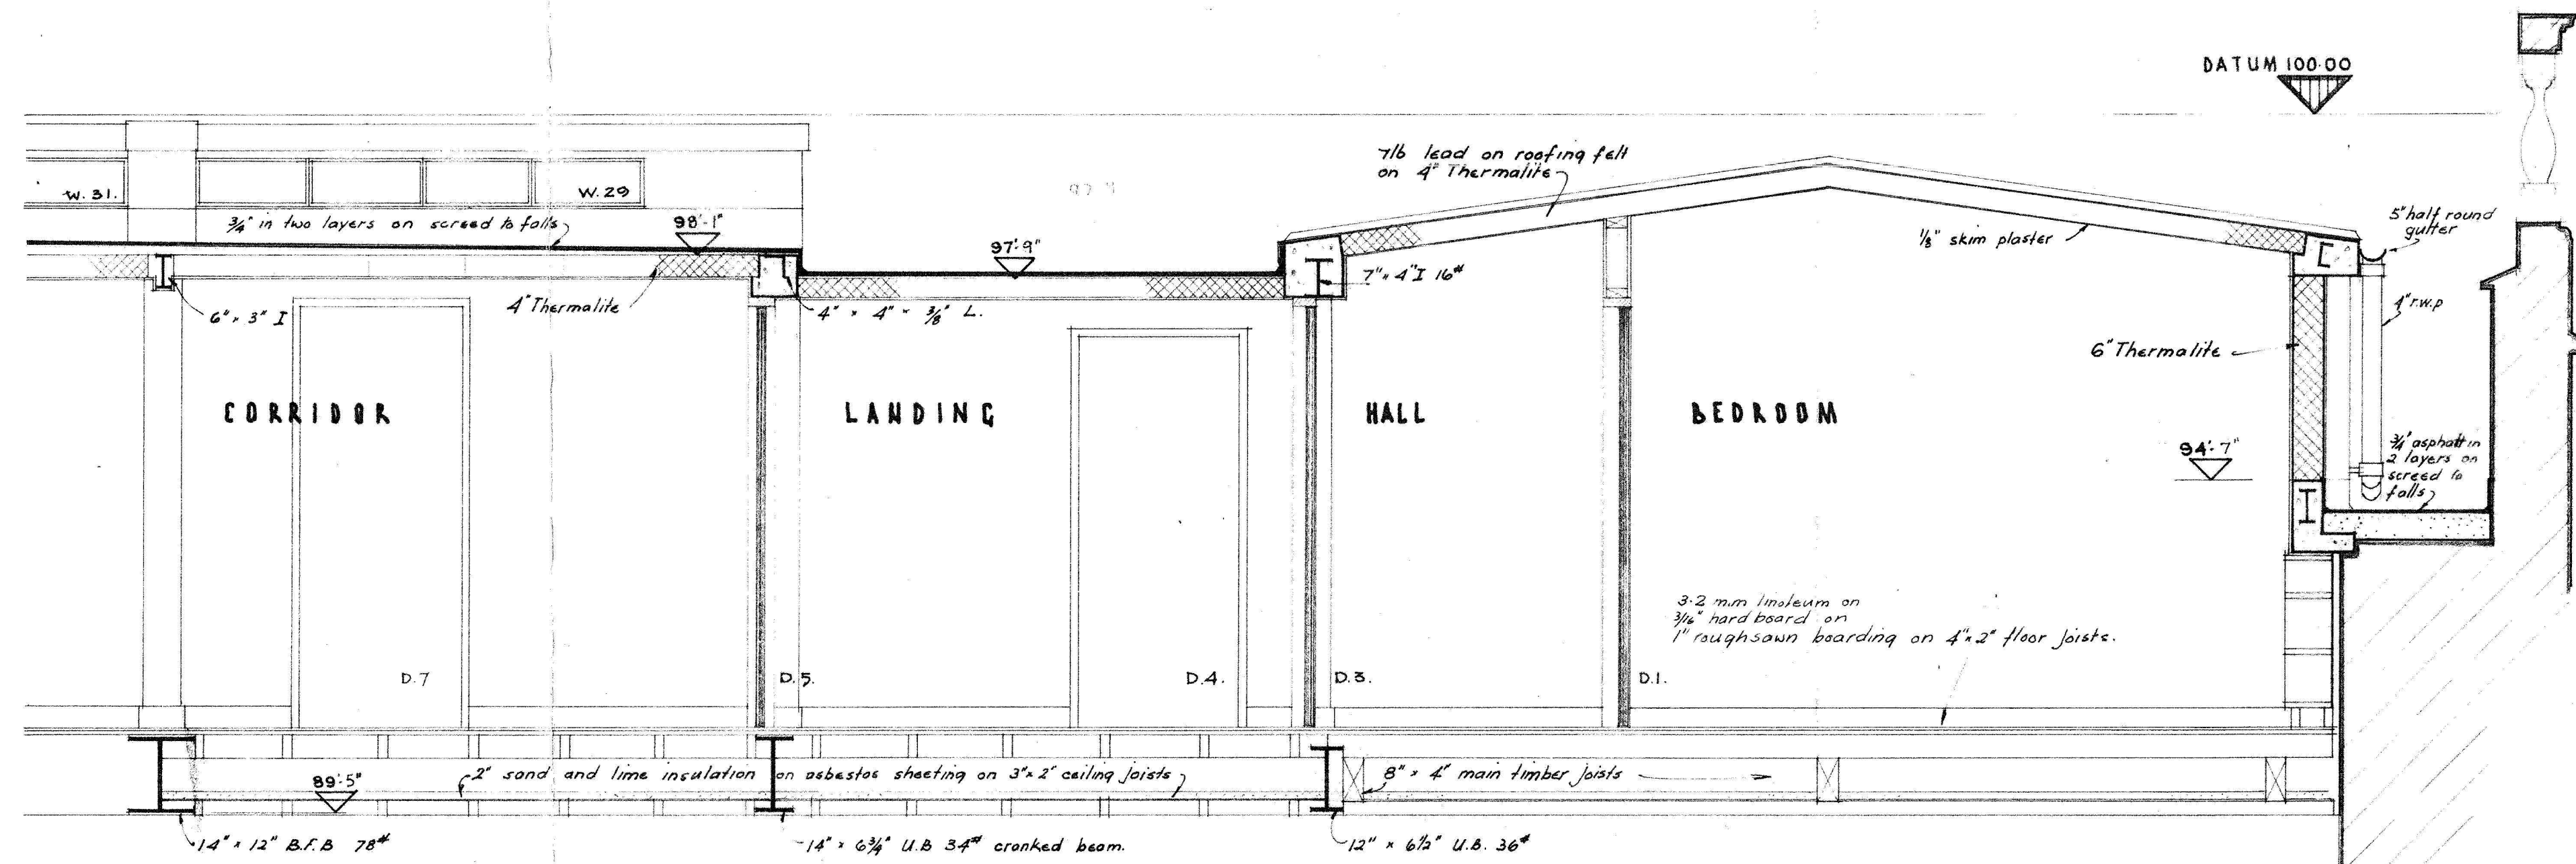 DATUM 100·00
7lb lead on roofing felt
on 4" Thermalite
W. 31.
W. 29
3/4" in two layers on screed to falls
98'-1"
97'-9"
1/8" skim plaster
5" half round
gutter
6" × 3" I
4" Thermalite
4" × 4" × 3/8" L.
7" × 4" I 16#
4" r.w.p
6" Thermalite
CORRIDOR
LANDING
HALL
BEDROOM
94'-7"
3/4" asphalt in
2 layers on
screed to
falls
3·2 mm linoleum on
3/16" hard board on
1" roughsawn boarding on 4"×2" floor joists.
D. 7
D. 5.
D. 4.
D. 3.
D. 1.
89'-5"
2" sand and lime insulation on asbestos sheeting on 3"×2" ceiling joists
8" × 4" main timber joists
14" × 12" B.F.B 78#
14" × 6 3/4" U.B 34# cranked beam.
12" × 6 1/2" U.B. 36#